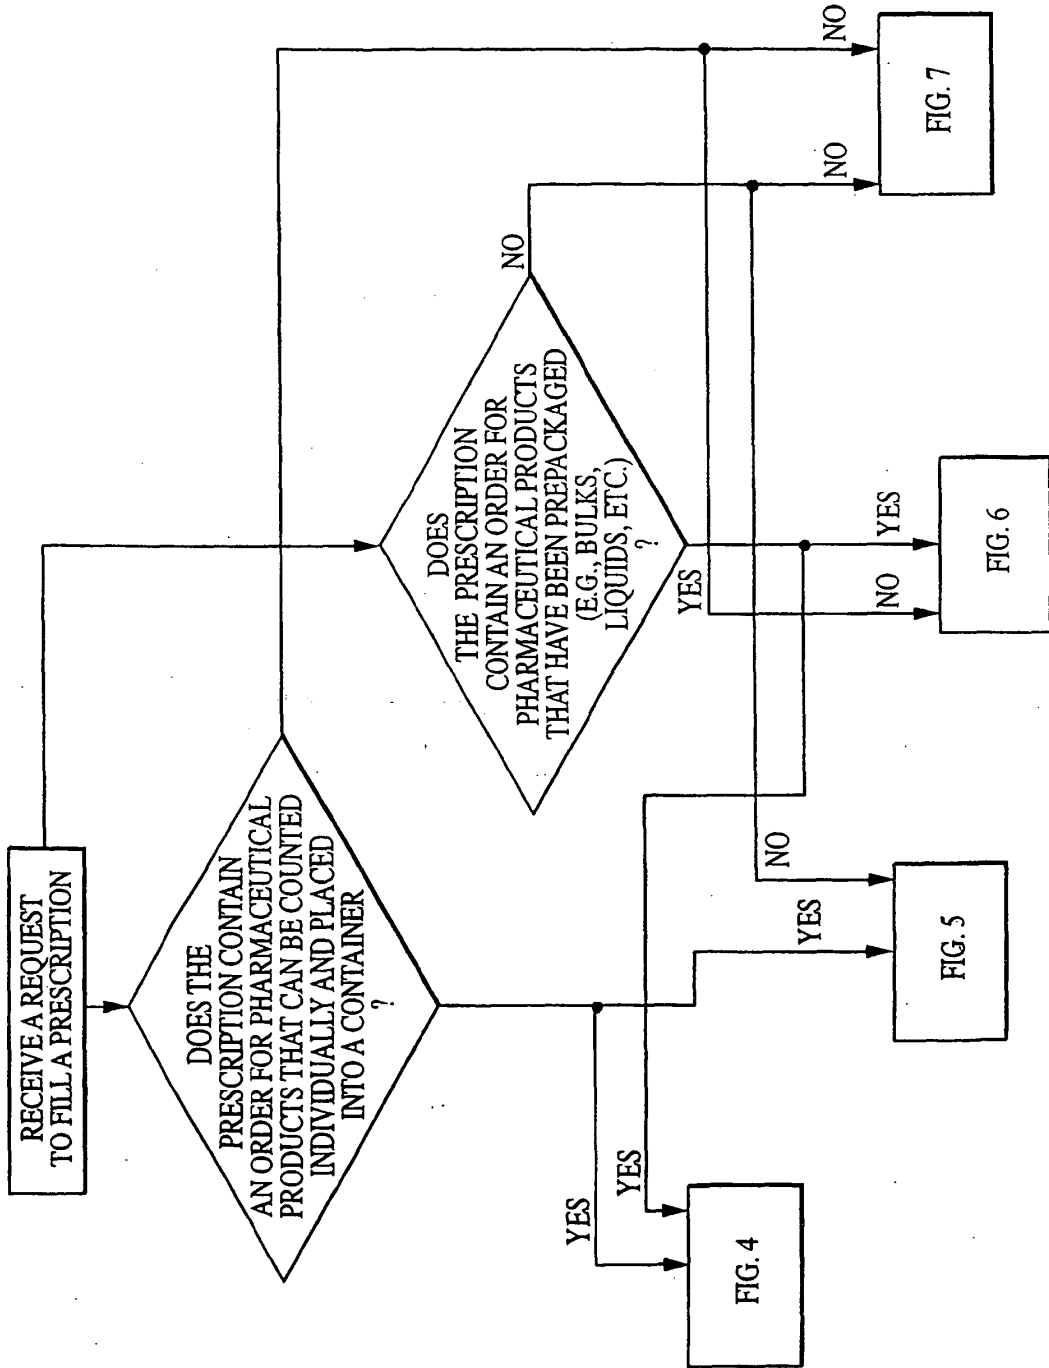 RECEIVE A REQUEST
TO FILL A PRESCRIPTION
DOES THE
PRESCRIPTION CONTAIN
AN ORDER FOR PHARMACEUTICAL
PRODUCTS THAT CAN BE COUNTED
INDIVIDUALLY AND PLACED
INTO A CONTAINER
?
DOES
THE PRESCRIPTION
CONTAIN AN ORDER FOR
PHARMACEUTICAL PRODUCTS
THAT HAVE BEEN PREPACKAGED
(E.G., BULKS,
LIQUIDS, ETC.)
?
NO
YES
YES
YES
YES
NO
NO
YES
NO
NO
FIG. 4
FIG. 5
FIG. 6
FIG. 7